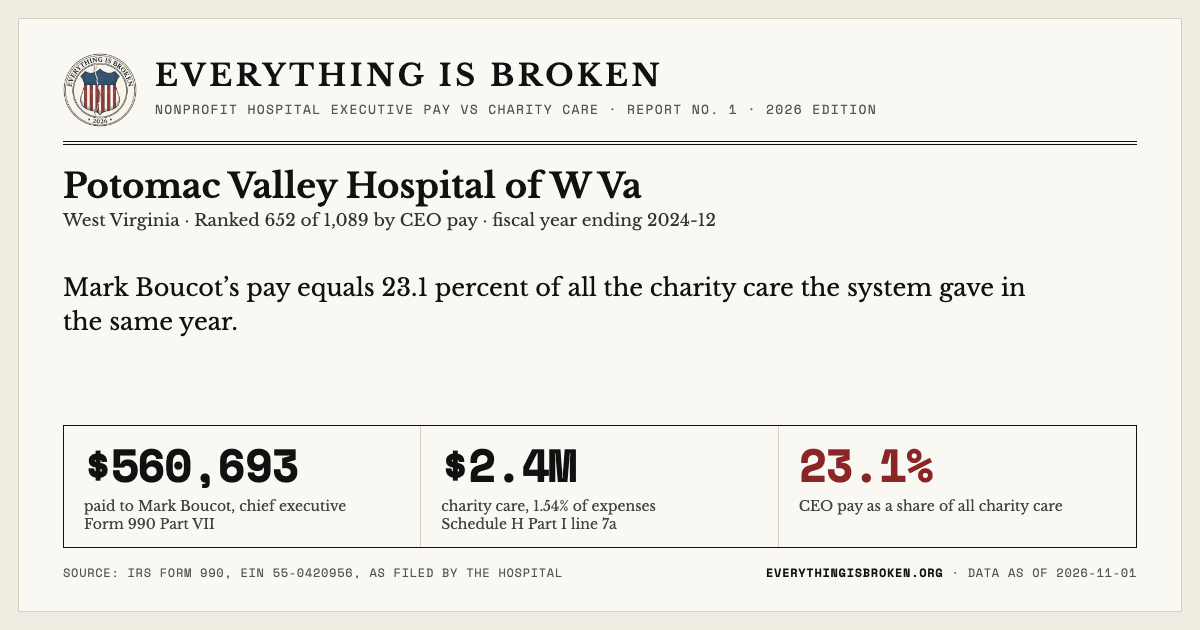 EVERYTHING IS BROKEN
2026
EVERYTHING IS BROKEN
NONPROFIT HOSPITAL EXECUTIVE PAY VS CHARITY CARE · REPORT NO. 1 · 2026 EDITION
Potomac Valley Hospital of W Va
West Virginia · Ranked 652 of 1,089 by CEO pay · fiscal year ending 2024-12
Mark Boucot’s pay equals 23.1 percent of all the charity care the system gave in
the same year.
$560,693
paid to Mark Boucot, chief executive
Form 990 Part VII
$2.4M
charity care, 1.54% of expenses
Schedule H Part I line 7a
23.1%
CEO pay as a share of all charity care
SOURCE: IRS FORM 990, EIN 55-0420956, AS FILED BY THE HOSPITAL
EVERYTHINGISBROKEN.ORG · DATA AS OF 2026-11-01